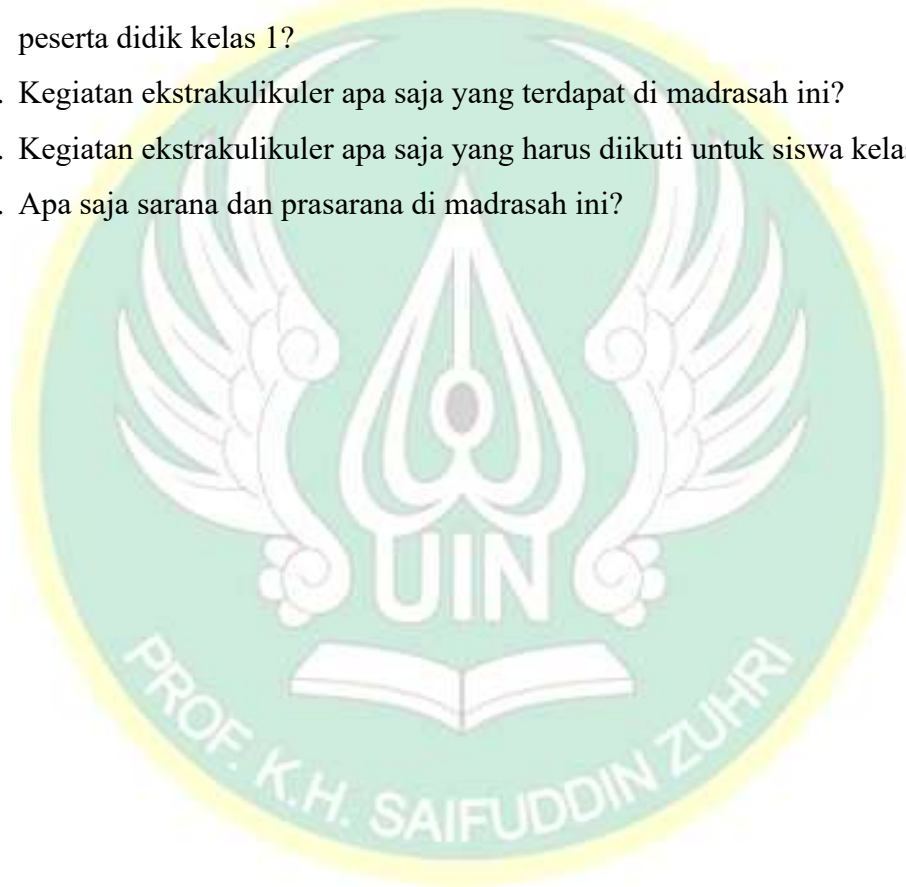 peserta didik kelas 1?
. Kegiatan ekstrakulikuler apa saja yang terdapat di madrasah ini?
. Kegiatan ekstrakulikuler apa saja yang harus diikuti untuk siswa
. Apa saja sarana dan prasarana di madrasah ini?
UIN
PROF. K.H. SAIFUDDIN ZUHRI